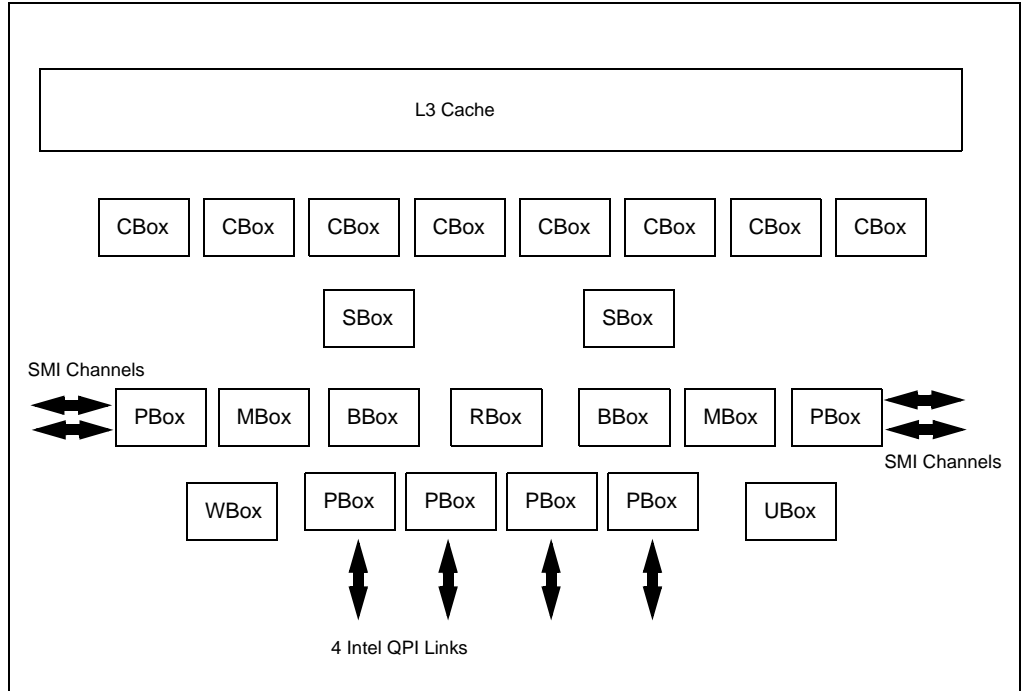 L3 Cache
CBox CBox CBox CBox CBox CBox CBox CBox
SBox SBox
SMI Channels
PBox MBox BBox RBox BBox MBox PBox
SMI Channels
WBox PBox PBox PBox PBox UBox
4 Intel QPI Links